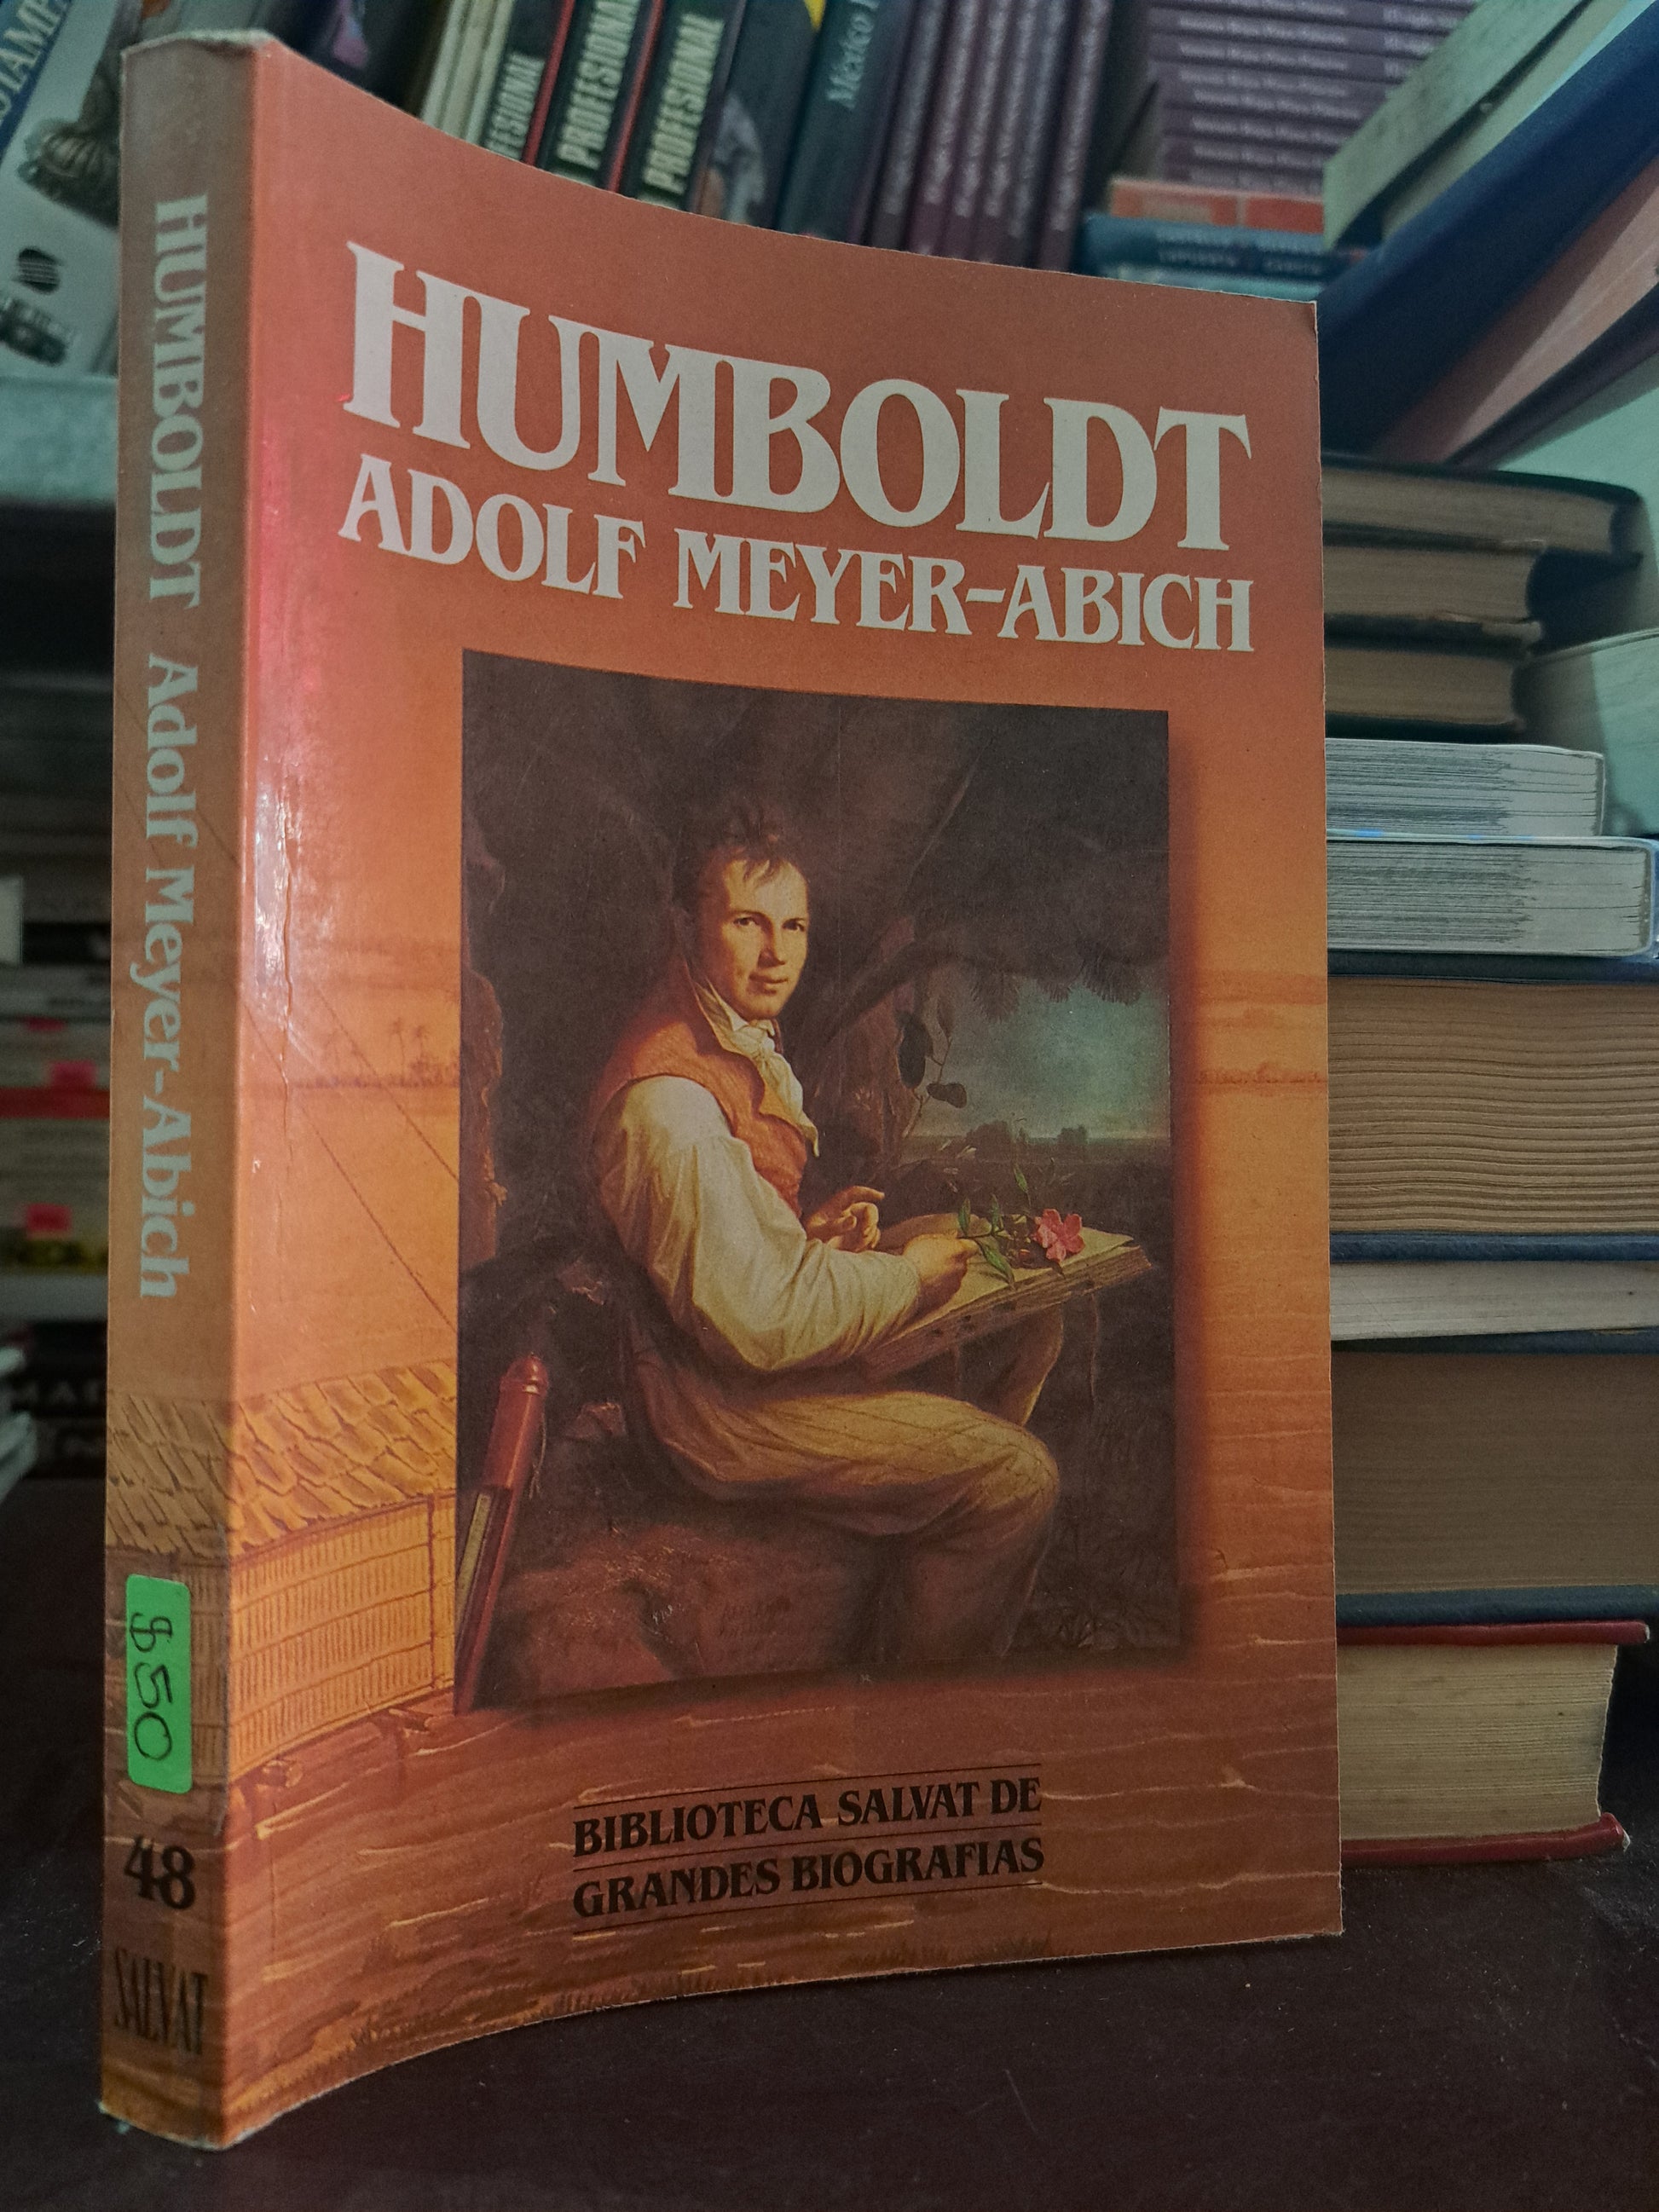 HUMBOLDT
ADOLF MEYER-ABICH
BIBLIOTECA SALVAT DE
GRANDES BIOGRAFIAS
HUMBOLDT Adolf Meyer-Abich
$50
48
SALVAT
PROFESIONAL
PROFESIONAL